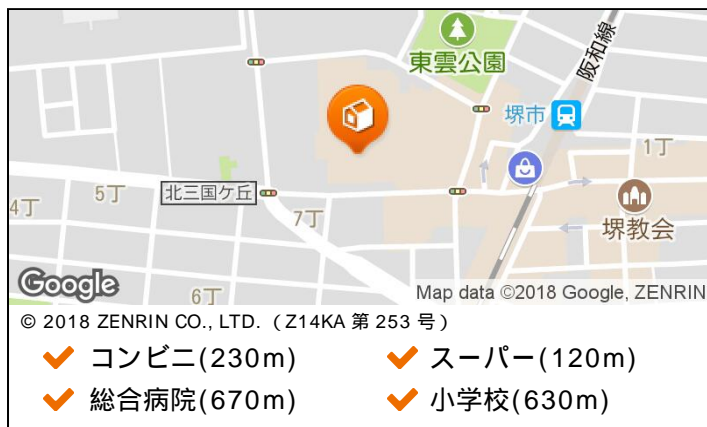 東雲公園
阪和線
堺市
1丁
5丁
北三国ケ丘
4丁
7丁
堺教会
6丁
Google
Map data ©2018 Google, ZENRIN
© 2018 ZENRIN CO., LTD. (Z14KA 第 253 号)
コンビニ(230m) スーパー(120m)
総合病院(670m) 小学校(630m)